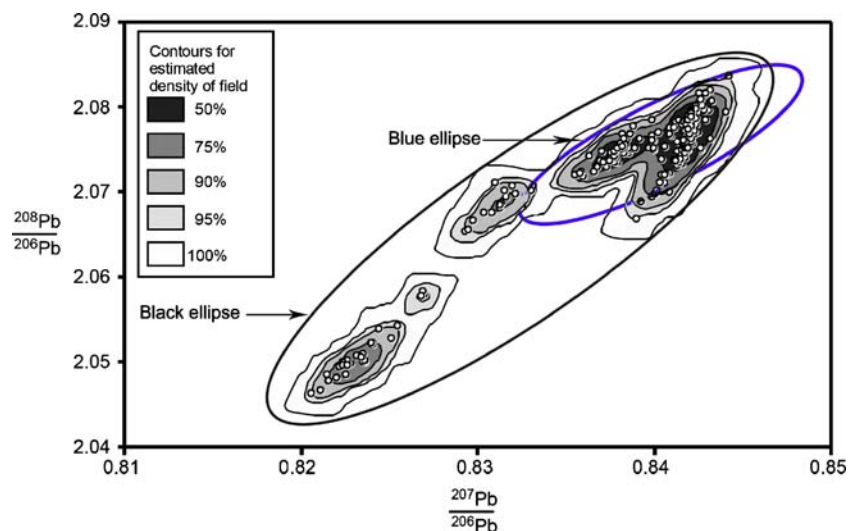 2.09
Contours for
estimated
density of field
50%
75%
90%
95%
100%
2.08
2.07
2.06
2.05
2.04
208Pb
206Pb
Blue ellipse
Black ellipse
0.81
0.82
0.83
0.84
0.85
207Pb
206Pb